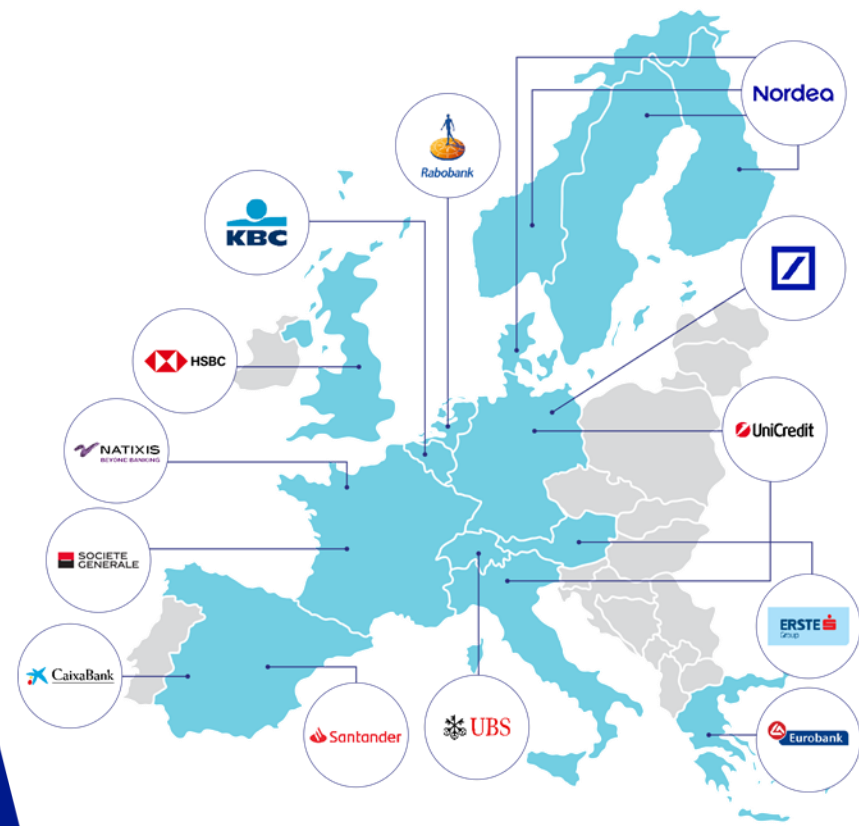 Nordea
Rabobank
KBC
HSBC
UniCredit
NATIXIS
BEYOND BANKING
SOCIETE
GENERALE
ERSTE
Group
CaixaBank
Santander
UBS
Eurobank